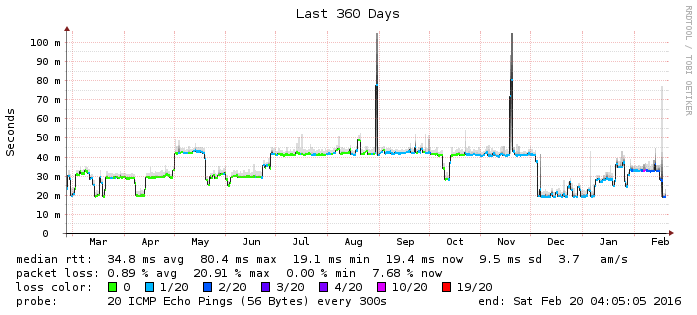 Last 360 Days
RRDTOOL / TOBI OETIKER
Seconds
100 m
90 m
80 m
70 m
60 m
50 m
40 m
30 m
20 m
10 m
0
Mar Apr May Jun Jul Aug Sep Oct Nov Dec Jan Feb
median rtt: 34.8 ms avg 80.4 ms max 19.1 ms min 19.4 ms now 9.5 ms sd 3.7 am/s
packet loss: 0.89 % avg 20.91 % max 0.00 % min 7.68 % now
loss color: 0 1/20 2/20 3/20 4/20 10/20 19/20
probe: 20 ICMP Echo Pings (56 Bytes) every 300s end: Sat Feb 20 04:05:05 2016